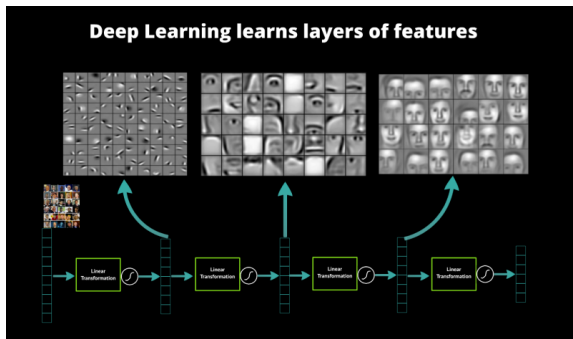 Deep Learning learns layers of features
Linear
Transformation
Linear
Transformation
Linear
Transformation
Linear
Transformation